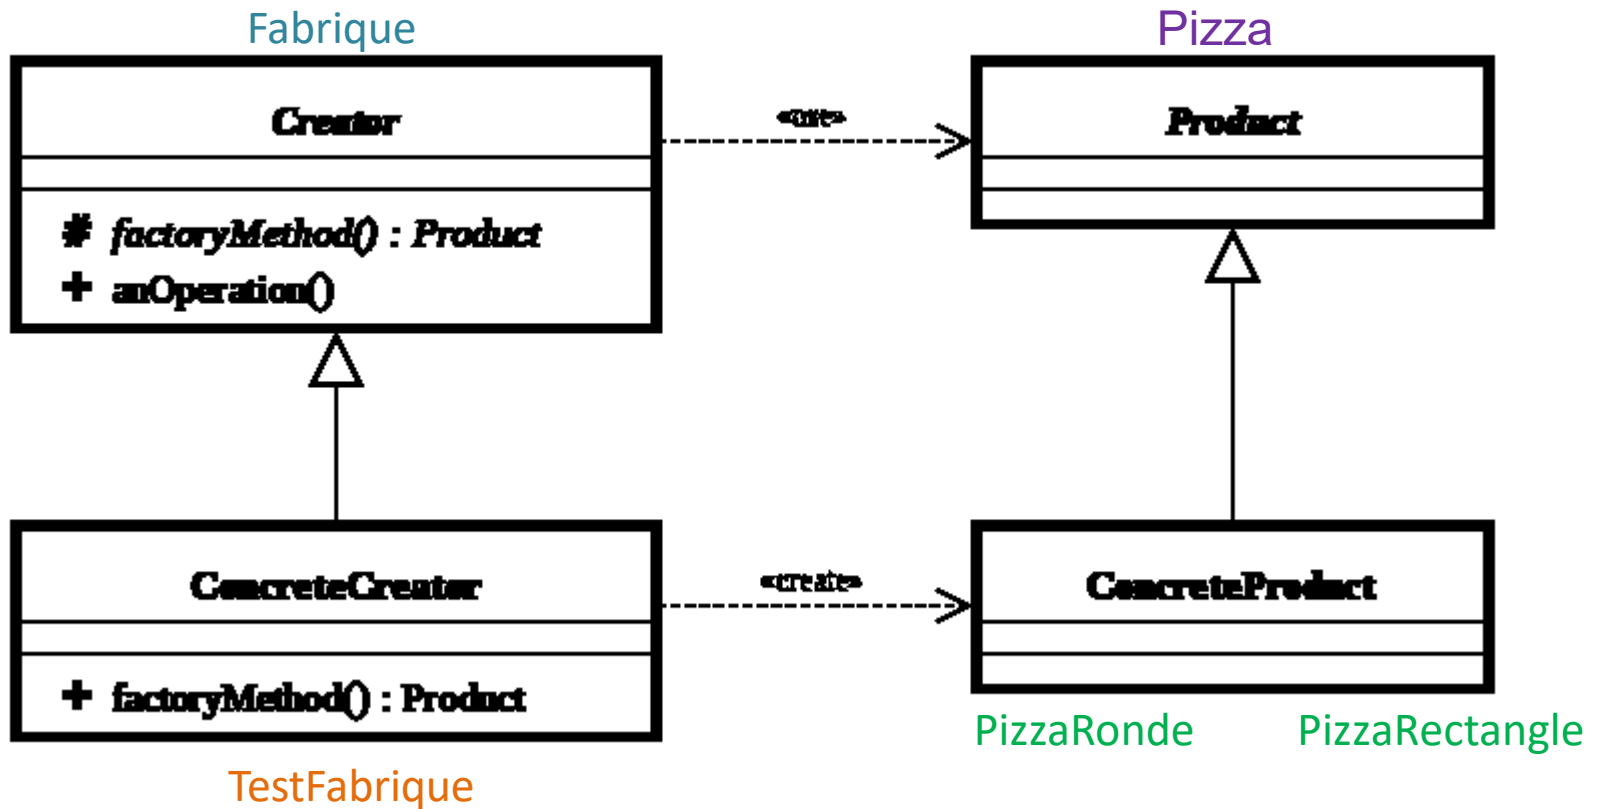 Fabrique
Pizza
Creator
«use»
Product
# factoryMethod() : Product
+ anOperation()
ConcreteCreator
«create»
ConcreteProduct
+ factoryMethod() : Product
PizzaRonde
PizzaRectangle
TestFabrique